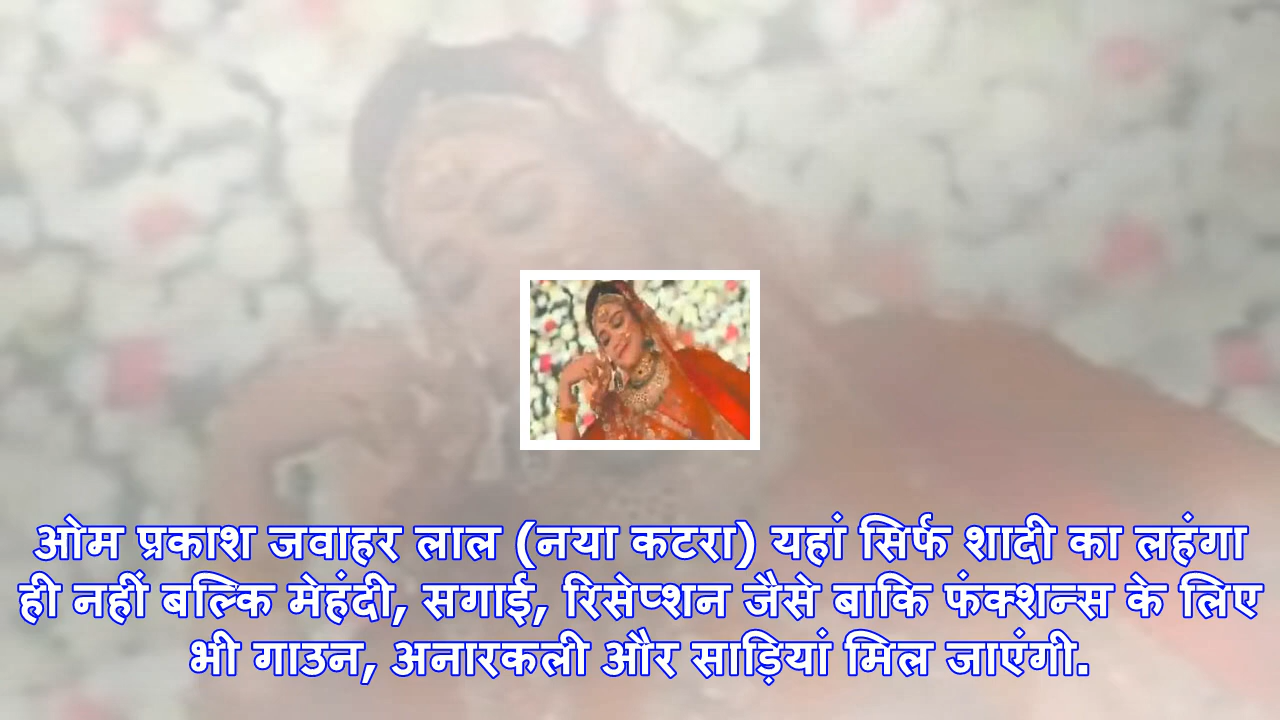 ओम प्रकाश जवाहर लाल (नया कटरा) यहां सिर्फ शादी का लहंगा
ही नहीं बल्कि मेहंदी, सगाई, रिसेप्शन जैसे बाकि फंक्शन्स के लिए
भी गाउन, अनारकली और साड़ियां मिल जाएंगी.